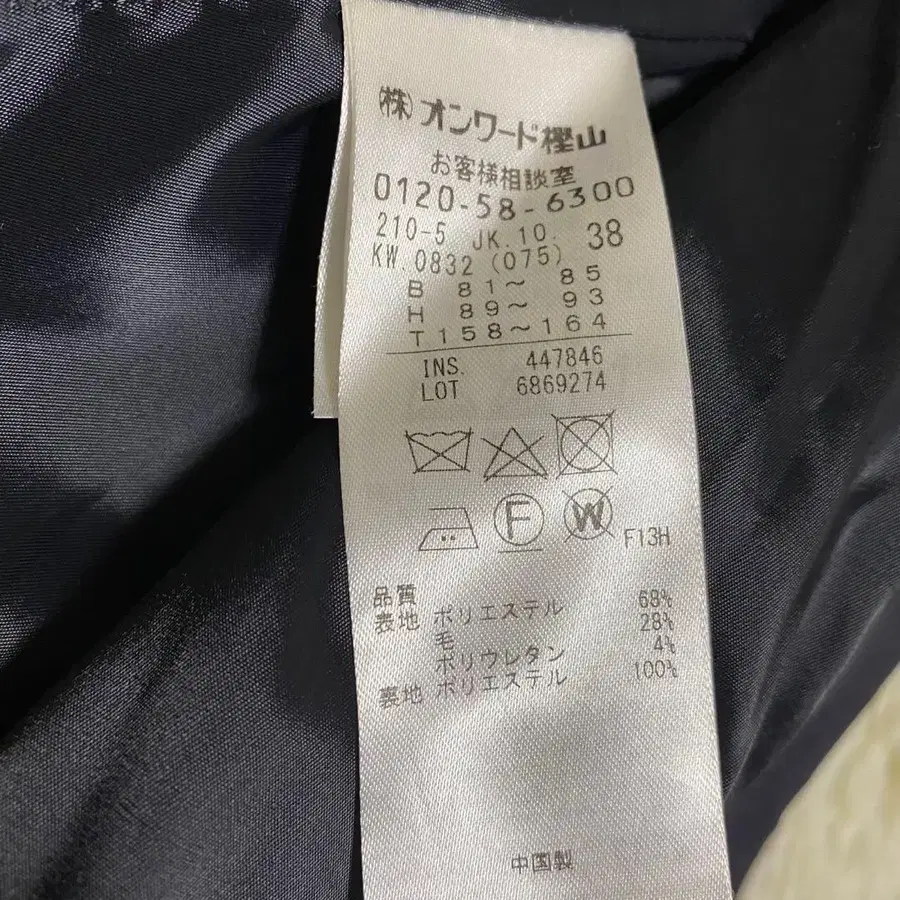 (株)オンワード樫山
お客様相談室
0120-58-6300
210-5 JK.10. 38
KW.0832 (075)
B 81～ 85
H 89～ 93
T158～164
INS. 447846
LOT 6869274
F W F13H
品質
表地 ポリエステル 68%
毛 28%
ポリウレタン 4%
裏地 ポリエステル 100%
中国製